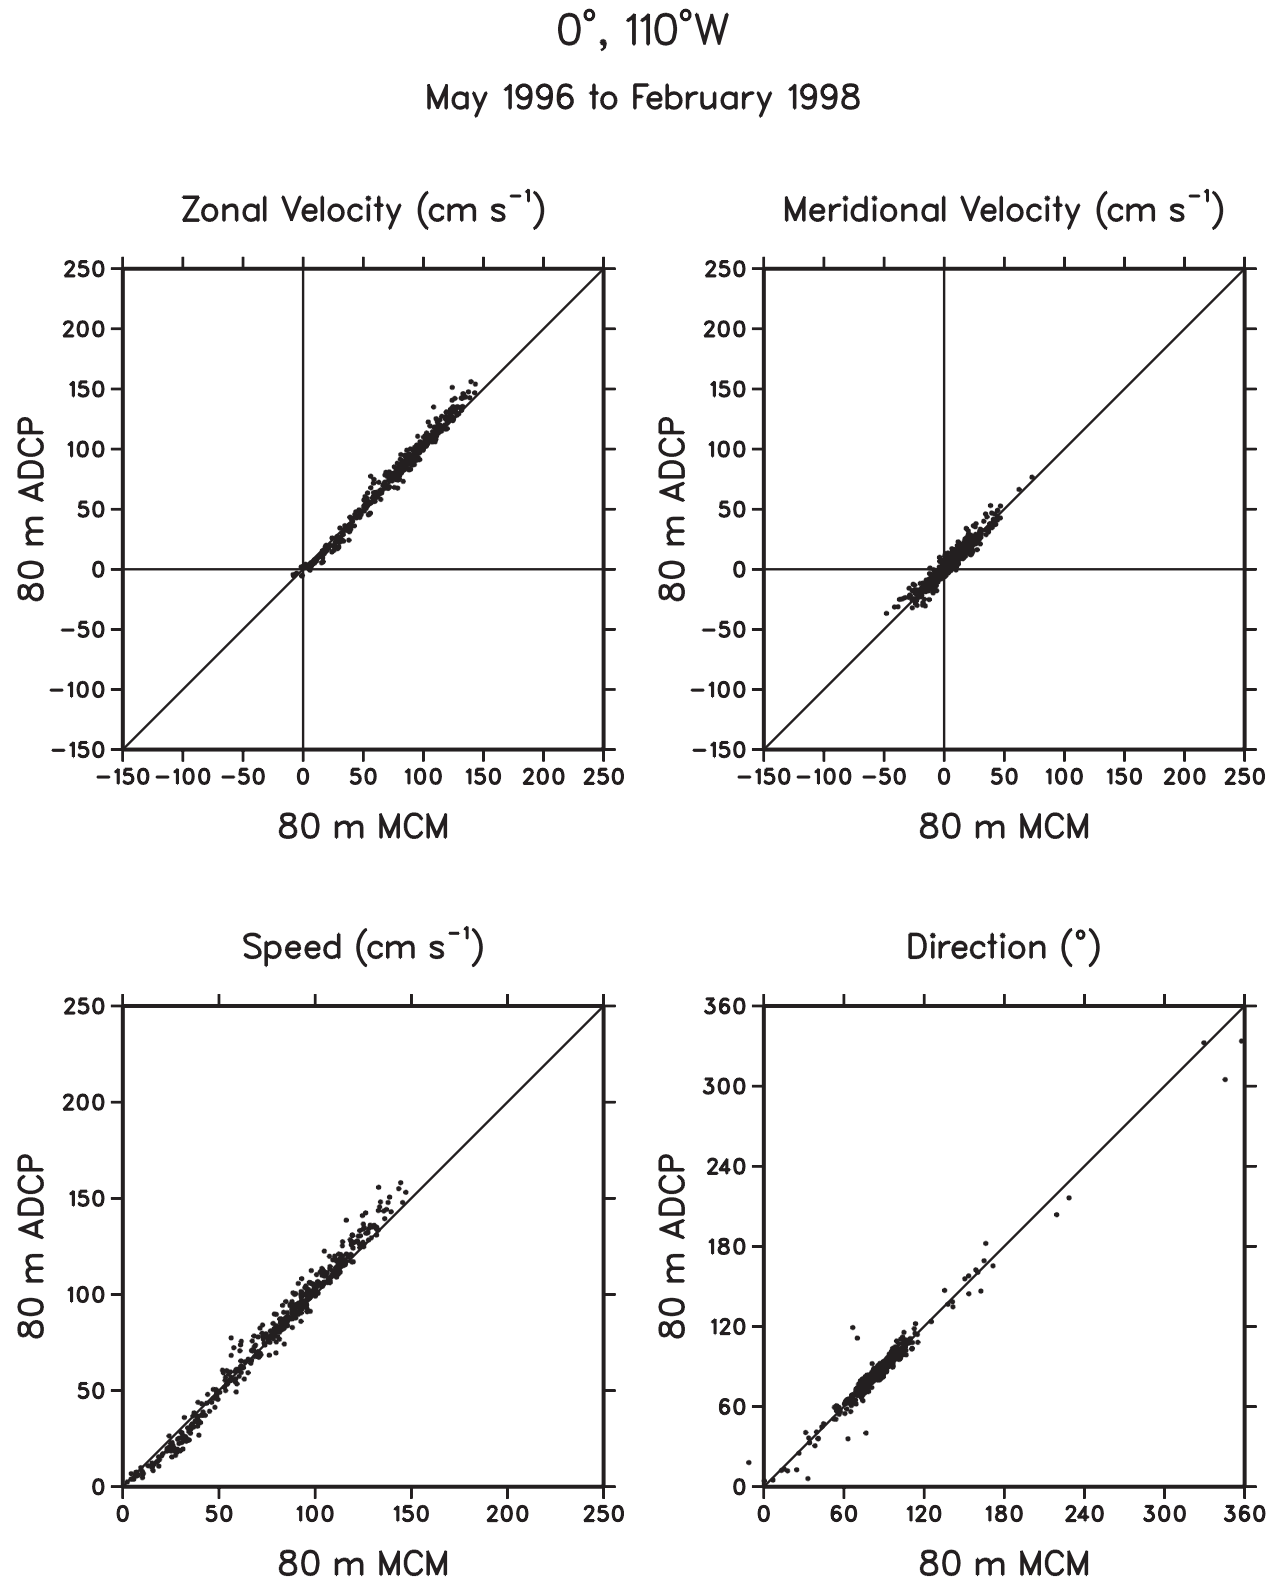 0°, 110°W
May 1996 to February 1998
Zonal Velocity (cm s⁻¹)
250
200
150
100
50
0
−50
−100
−150
80 m ADCP
−150 −100 −50 0 50 100 150 200 250
80 m MCM
Meridional Velocity (cm s⁻¹)
250
200
150
100
50
0
−50
−100
−150
80 m ADCP
−150 −100 −50 0 50 100 150 200 250
80 m MCM
Speed (cm s⁻¹)
250
200
150
100
50
0
80 m ADCP
0 50 100 150 200 250
80 m MCM
Direction (°)
360
300
240
180
120
60
0
80 m ADCP
0 60 120 180 240 300 360
80 m MCM